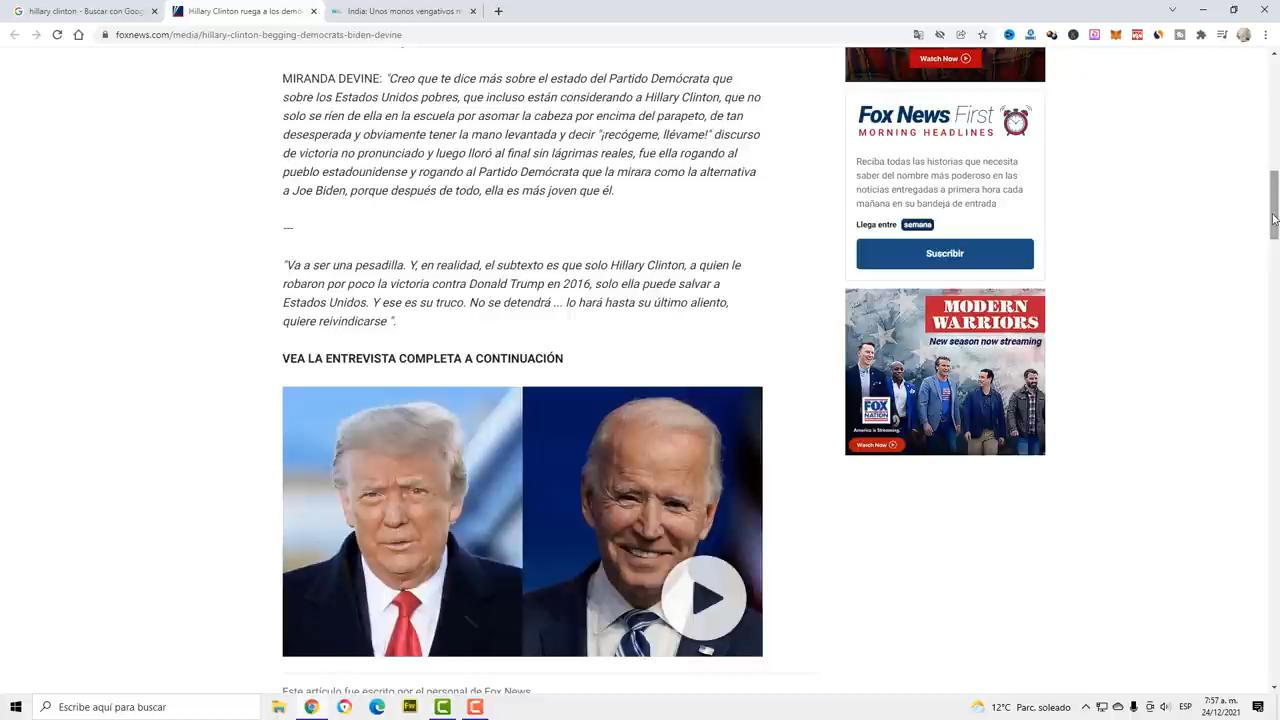 hillary clinton - Buscar con Goog
Hillary Clinton ruega a los demó
India: Unos monos vengativos m
foxnews.com/media/hillary-clinton-begging-democrats-biden-devine
Watch Now
MIRANDA DEVINE: "Creo que te dice más sobre el estado del Partido Demócrata que
sobre los Estados Unidos pobres, que incluso están considerando a Hillary Clinton, que no
solo se ríen de ella en la escuela por asomar la cabeza por encima del parapeto, de tan
desesperada y obviamente tener la mano levantada y decir "¡recógeme, llévame!" discurso
de victoria no pronunciado y luego lloró al final sin lágrimas reales, fue ella rogando al
pueblo estadounidense y rogando al Partido Demócrata que la mirara como la alternativa
a Joe Biden, porque después de todo, ella es más joven que él.
---
"Va a ser una pesadilla. Y, en realidad, el subtexto es que solo Hillary Clinton, a quien le
robaron por poco la victoria contra Donald Trump en 2016, solo ella puede salvar a
Estados Unidos. Y ese es su truco. No se detendrá ... lo hará hasta su último aliento,
quiere reivindicarse ".
VEA LA ENTREVISTA COMPLETA A CONTINUACIÓN
Este artículo fue escrito por el personal de Fox News
Fox News First
MORNING HEADLINES
Reciba todas las historias que necesita
saber del nombre más poderoso en las
noticias entregadas a primera hora cada
mañana en su bandeja de entrada
Llega entre semana
Suscribir
MODERN
WARRIORS
New season now streaming
FOX
NATION
America is Streaming.
Watch Now
Escribe aquí para buscar
Fw
12°C Parc. soleado
ESP
7:57 a. m.
24/12/2021